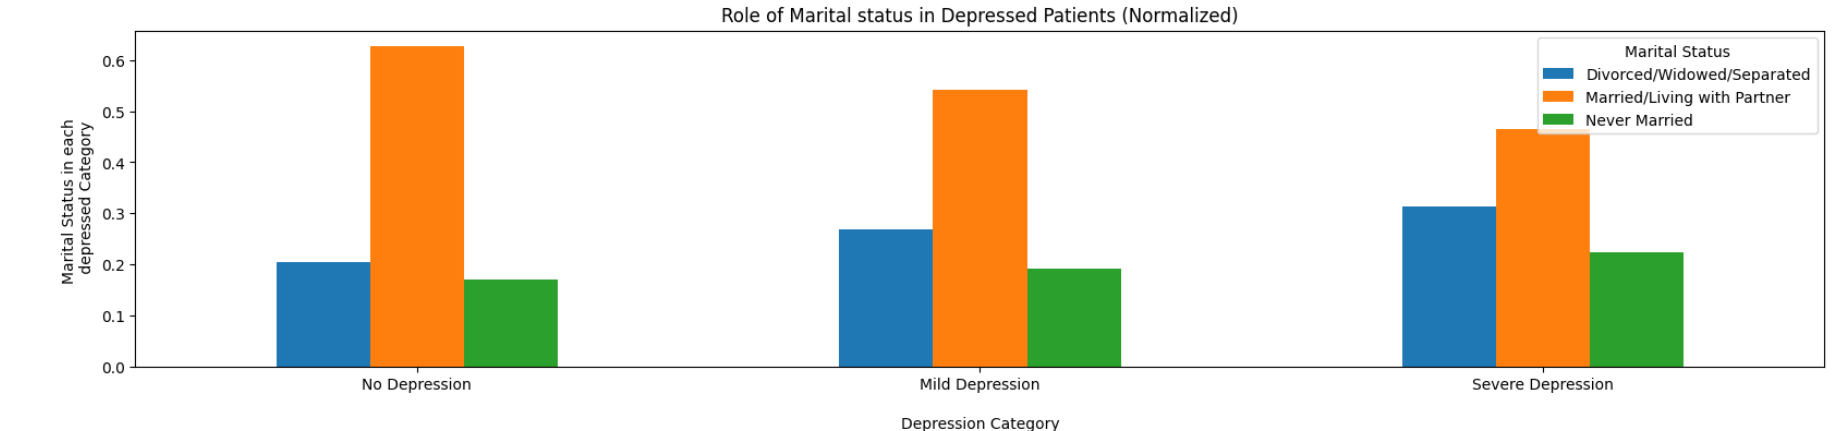 Role of Marital status in Depressed Patients (Normalized)
Marital Status in each
depressed Category
0.6
0.5
0.4
0.3
0.2
0.1
0.0
Marital Status
Divorced/Widowed/Separated
Married/Living with Partner
Never Married
No Depression
Mild Depression
Severe Depression
Depression Category